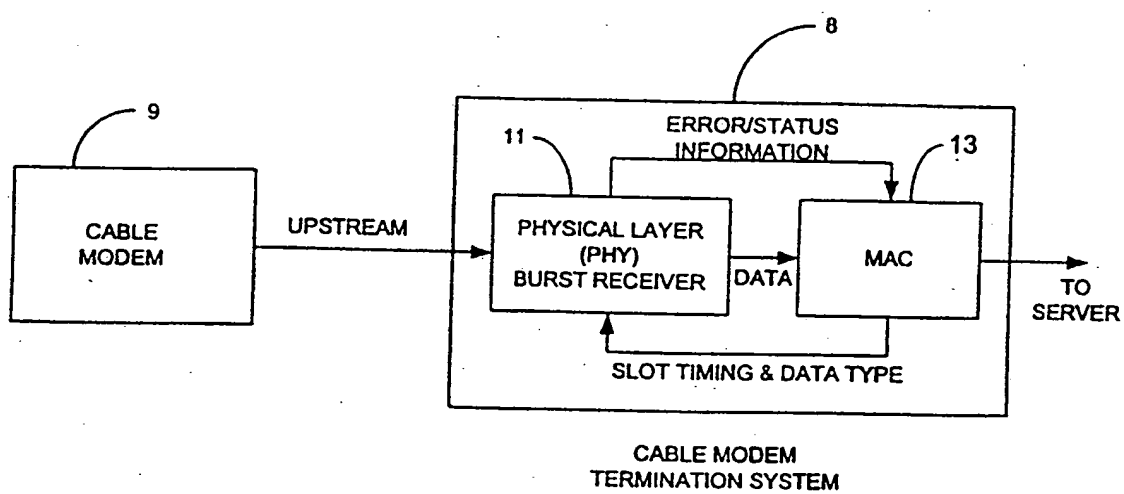 8
9
ERROR/STATUS
INFORMATION
11
13
CABLE
MODEM
UPSTREAM
PHYSICAL LAYER
(PHY)
BURST RECEIVER
DATA
MAC
TO
SERVER
SLOT TIMING & DATA TYPE
CABLE MODEM
TERMINATION SYSTEM